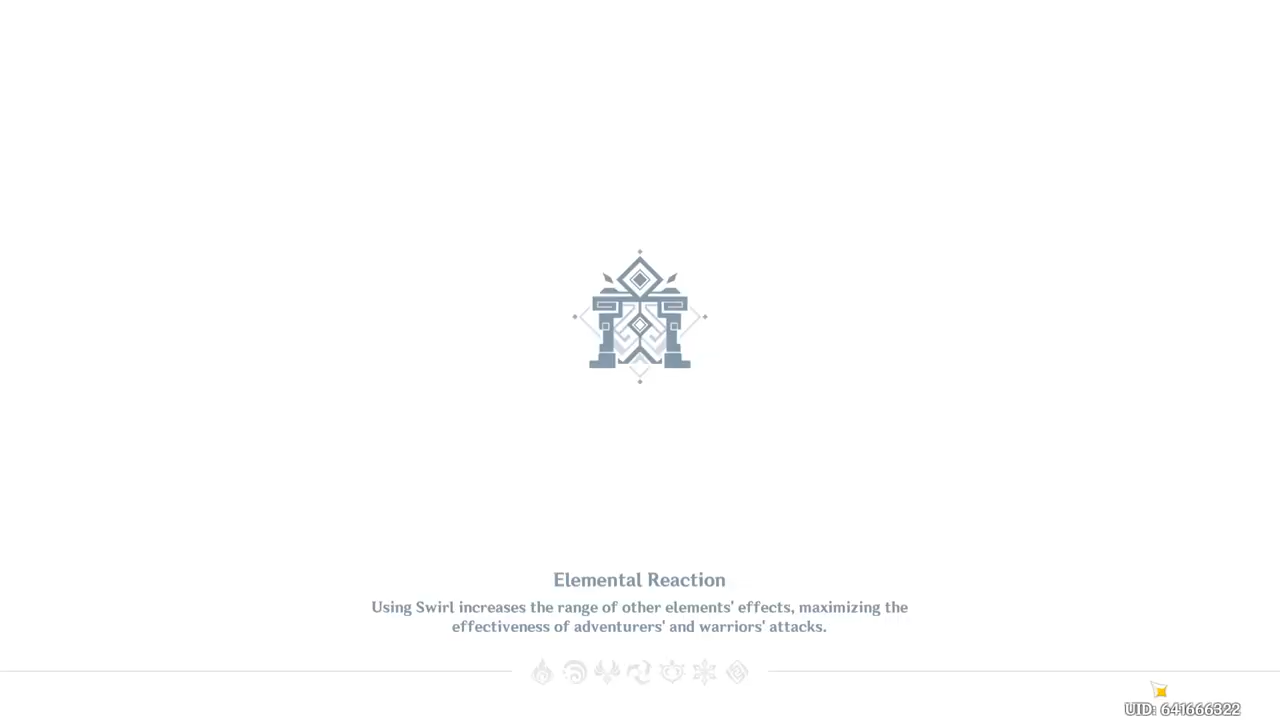 Elemental Reaction
Using Swirl increases the range of other elements' effects, maximizing the
effectiveness of adventurers' and warriors' attacks.
UID: 641666322